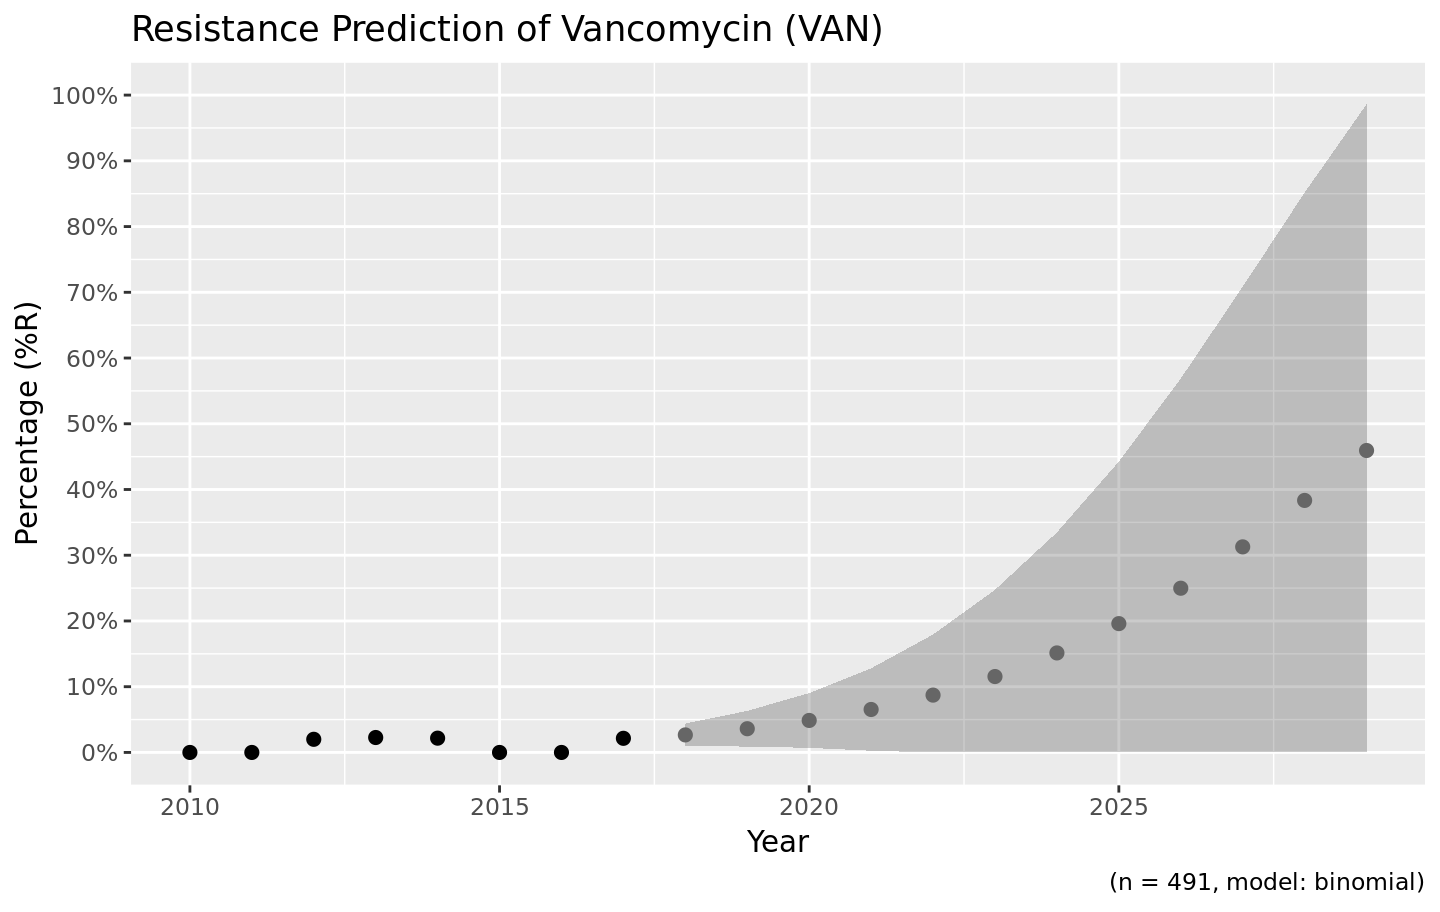 Resistance Prediction of Vancomycin (VAN)
100%
90%
80%
70%
60%
50%
40%
30%
20%
10%
0%
Percentage (%R)
2010 2015 2020 2025
Year
(n = 491, model: binomial)